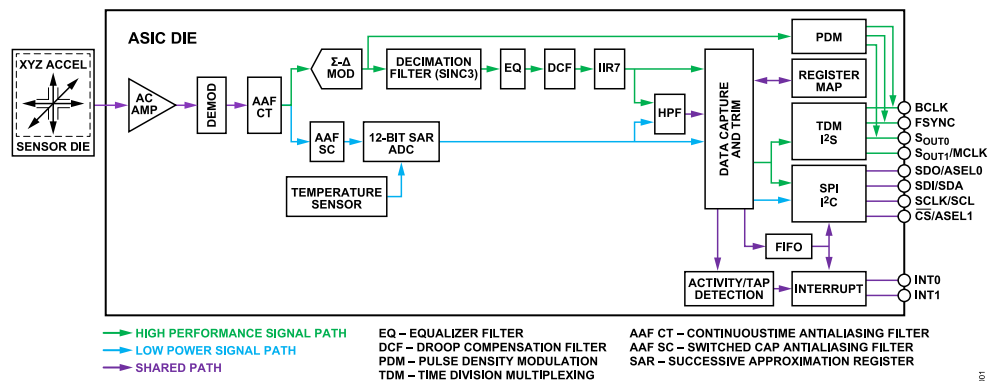 ASIC DIE
XYZ ACCEL
SENSOR DIE
AC
AMP
DEMOD
AAF
CT
Σ-Δ
MOD
DECIMATION
FILTER (SINC3)
EQ
DCF
IIR7
AAF
SC
12-BIT SAR
ADC
TEMPERATURE
SENSOR
HPF
DATA CAPTURE
AND TRIM
PDM
REGISTER
MAP
TDM
I2S
SPI
I2C
FIFO
ACTIVITY/TAP
DETECTION
INTERRUPT
BCLK
FSYNC
SOUT0
SOUT1/MCLK
SDO/ASEL0
SDI/SDA
SCLK/SCL
C̅S̅/ASEL1
INT0
INT1
HIGH PERFORMANCE SIGNAL PATH
LOW POWER SIGNAL PATH
SHARED PATH
EQ – EQUALIZER FILTER
DCF – DROOP COMPENSATION FILTER
PDM – PULSE DENSITY MODULATION
TDM – TIME DIVISION MULTIPLEXING
AAF CT – CONTINUOUSTIME ANTIALIASING FILTER
AAF SC – SWITCHED CAP ANTIALIASING FILTER
SAR – SUCCESSIVE APPROXIMATION REGISTER
001